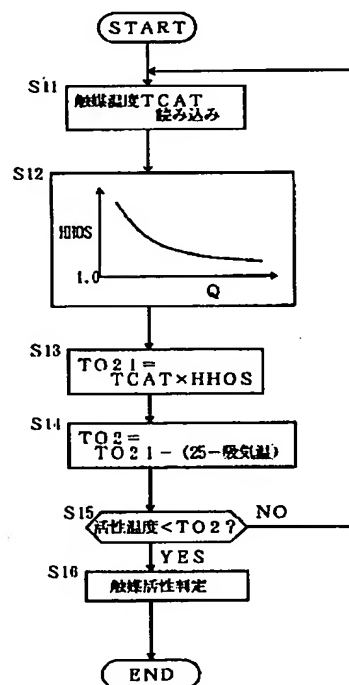 START
S11
触媒温度TCAT
読み込み
S12
HHOS
1.0
Q
S13
TO21=
TCAT×HHOS
S14
TO2=
TO21-(25-吸気温)
S15
活性温度<TO2?
NO
YES
S16
触媒活性判定
END